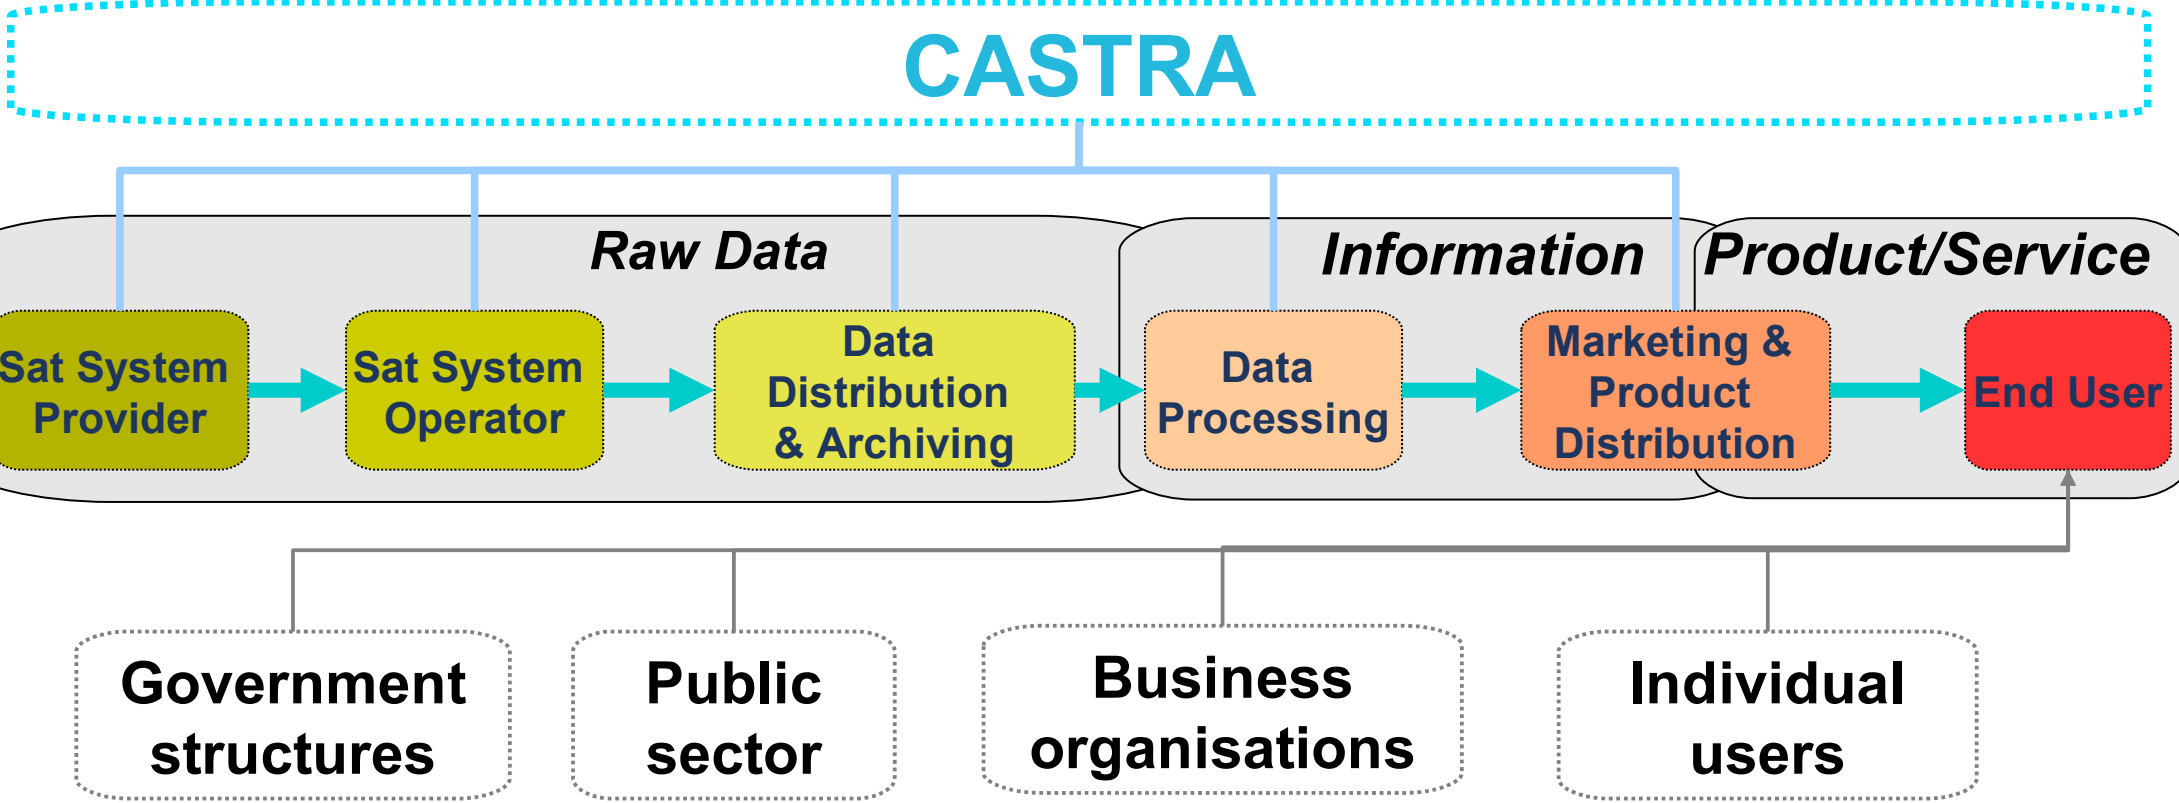 CASTRA
Raw Data
Information
Product/Service
Sat System
Provider
Sat System
Operator
Data
Distribution
& Archiving
Data
Processing
Marketing &
Product
Distribution
End User
Government
structures
Public
sector
Business
organisations
Individual
users